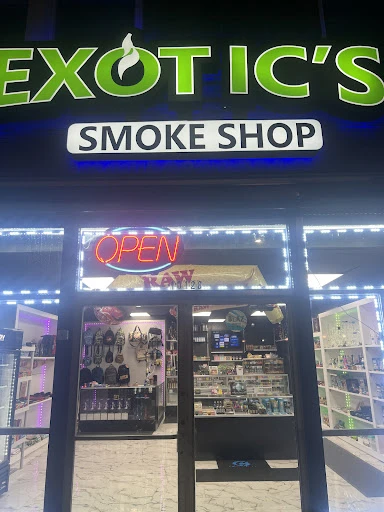 EXOTIC'S
SMOKE SHOP
OPEN
RAW